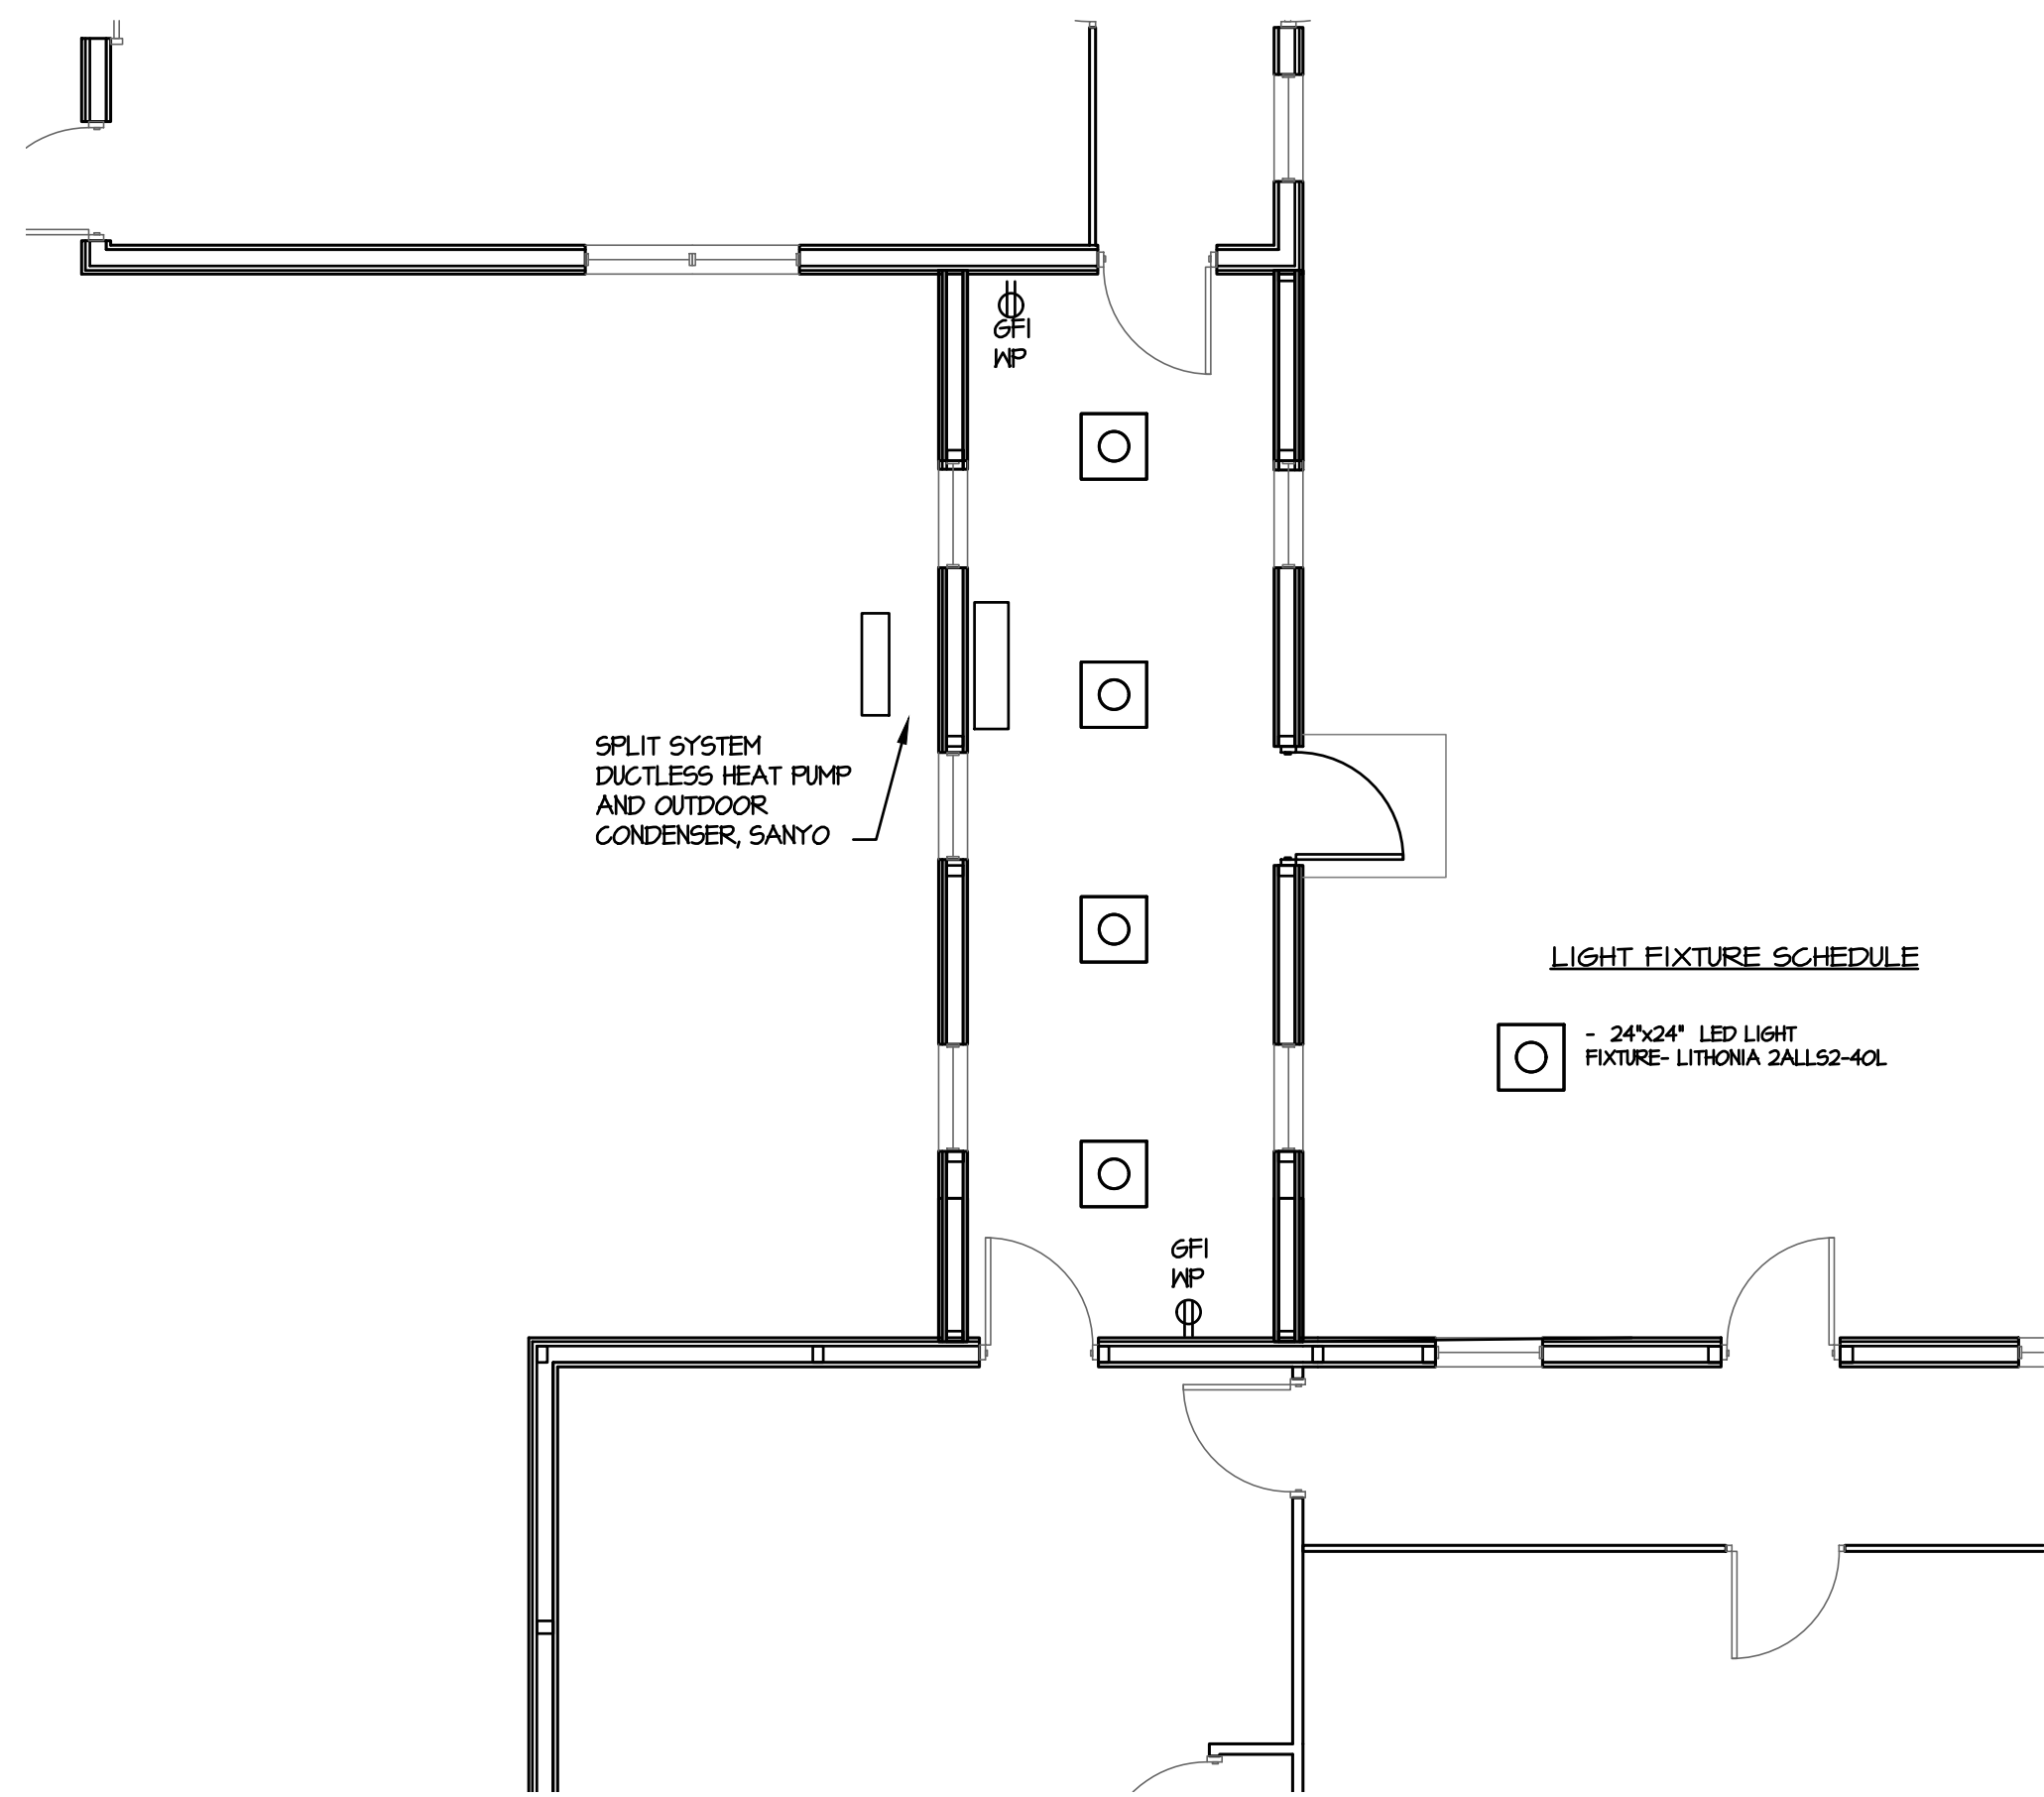 GFI
WP
SPLIT SYSTEM
DUCTLESS HEAT PUMP
AND OUTDOOR
CONDENSER, SANYO
LIGHT FIXTURE SCHEDULE
- 24"x24" LED LIGHT
FIXTURE- LITHONIA 2ALLS2-40L
GFI
WP